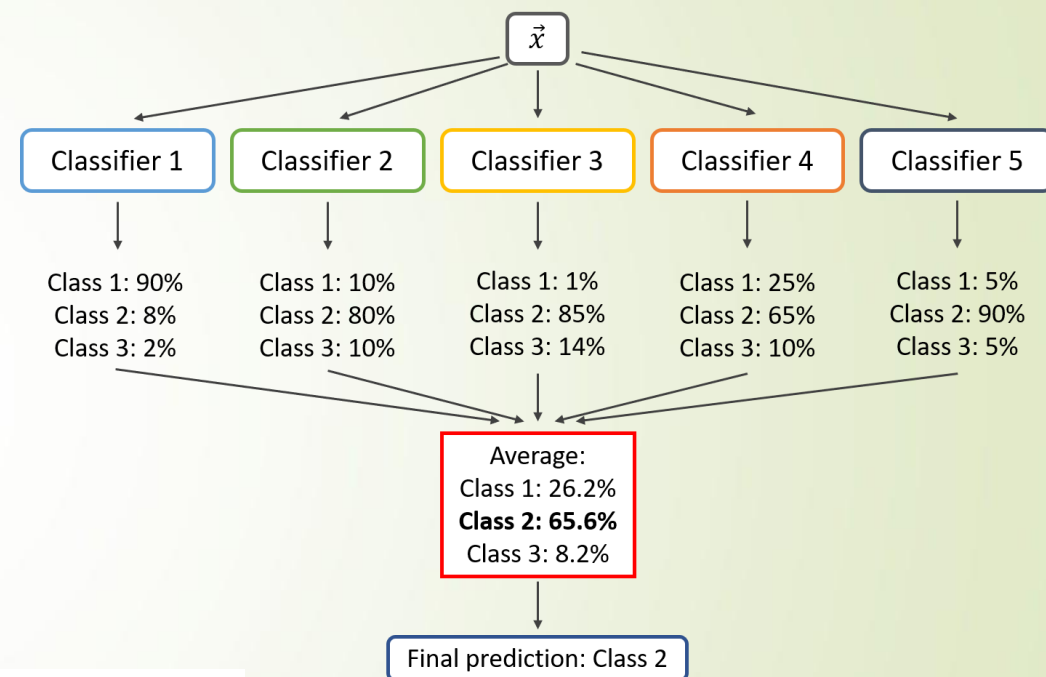 x⃗
Classifier 1
Classifier 2
Classifier 3
Classifier 4
Classifier 5
Class 1: 90%
Class 2: 8%
Class 3: 2%
Class 1: 10%
Class 2: 80%
Class 3: 10%
Class 1: 1%
Class 2: 85%
Class 3: 14%
Class 1: 25%
Class 2: 65%
Class 3: 10%
Class 1: 5%
Class 2: 90%
Class 3: 5%
Average:
Class 1: 26.2%
Class 2: 65.6%
Class 3: 8.2%
Final prediction: Class 2